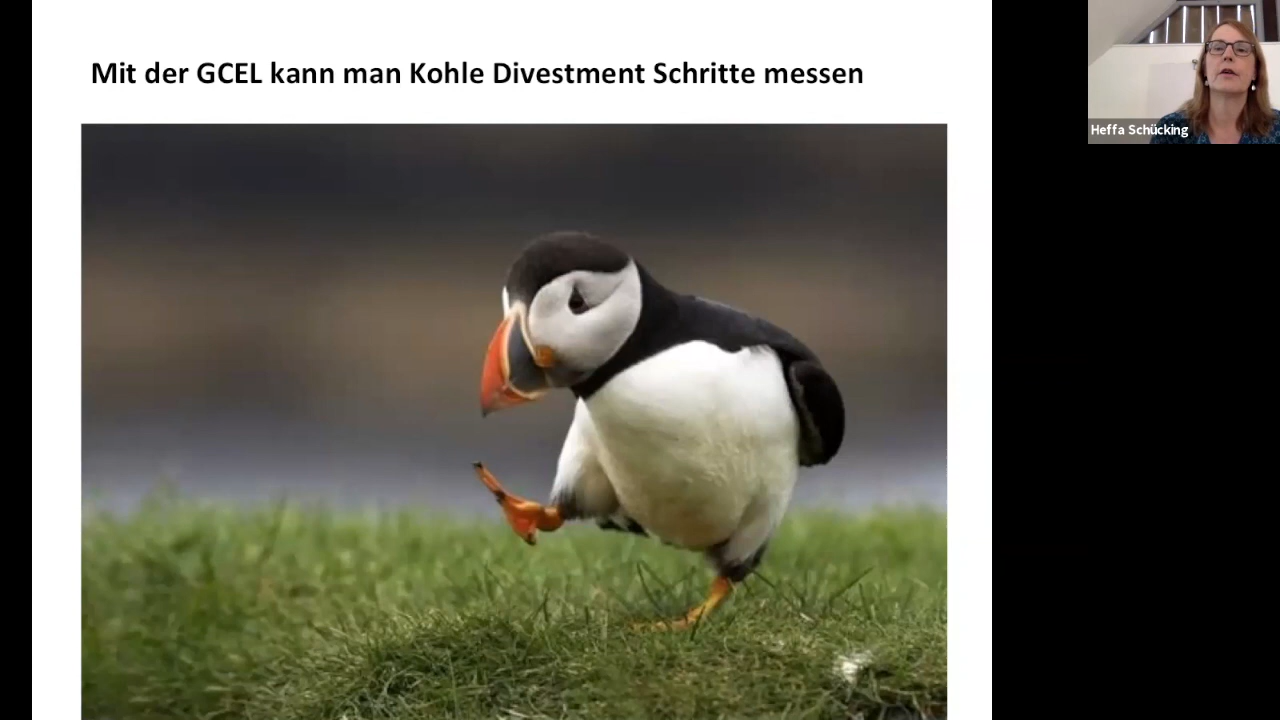 Mit der GCEL kann man Kohle Divestment Schritte messen
Heffa Schücking